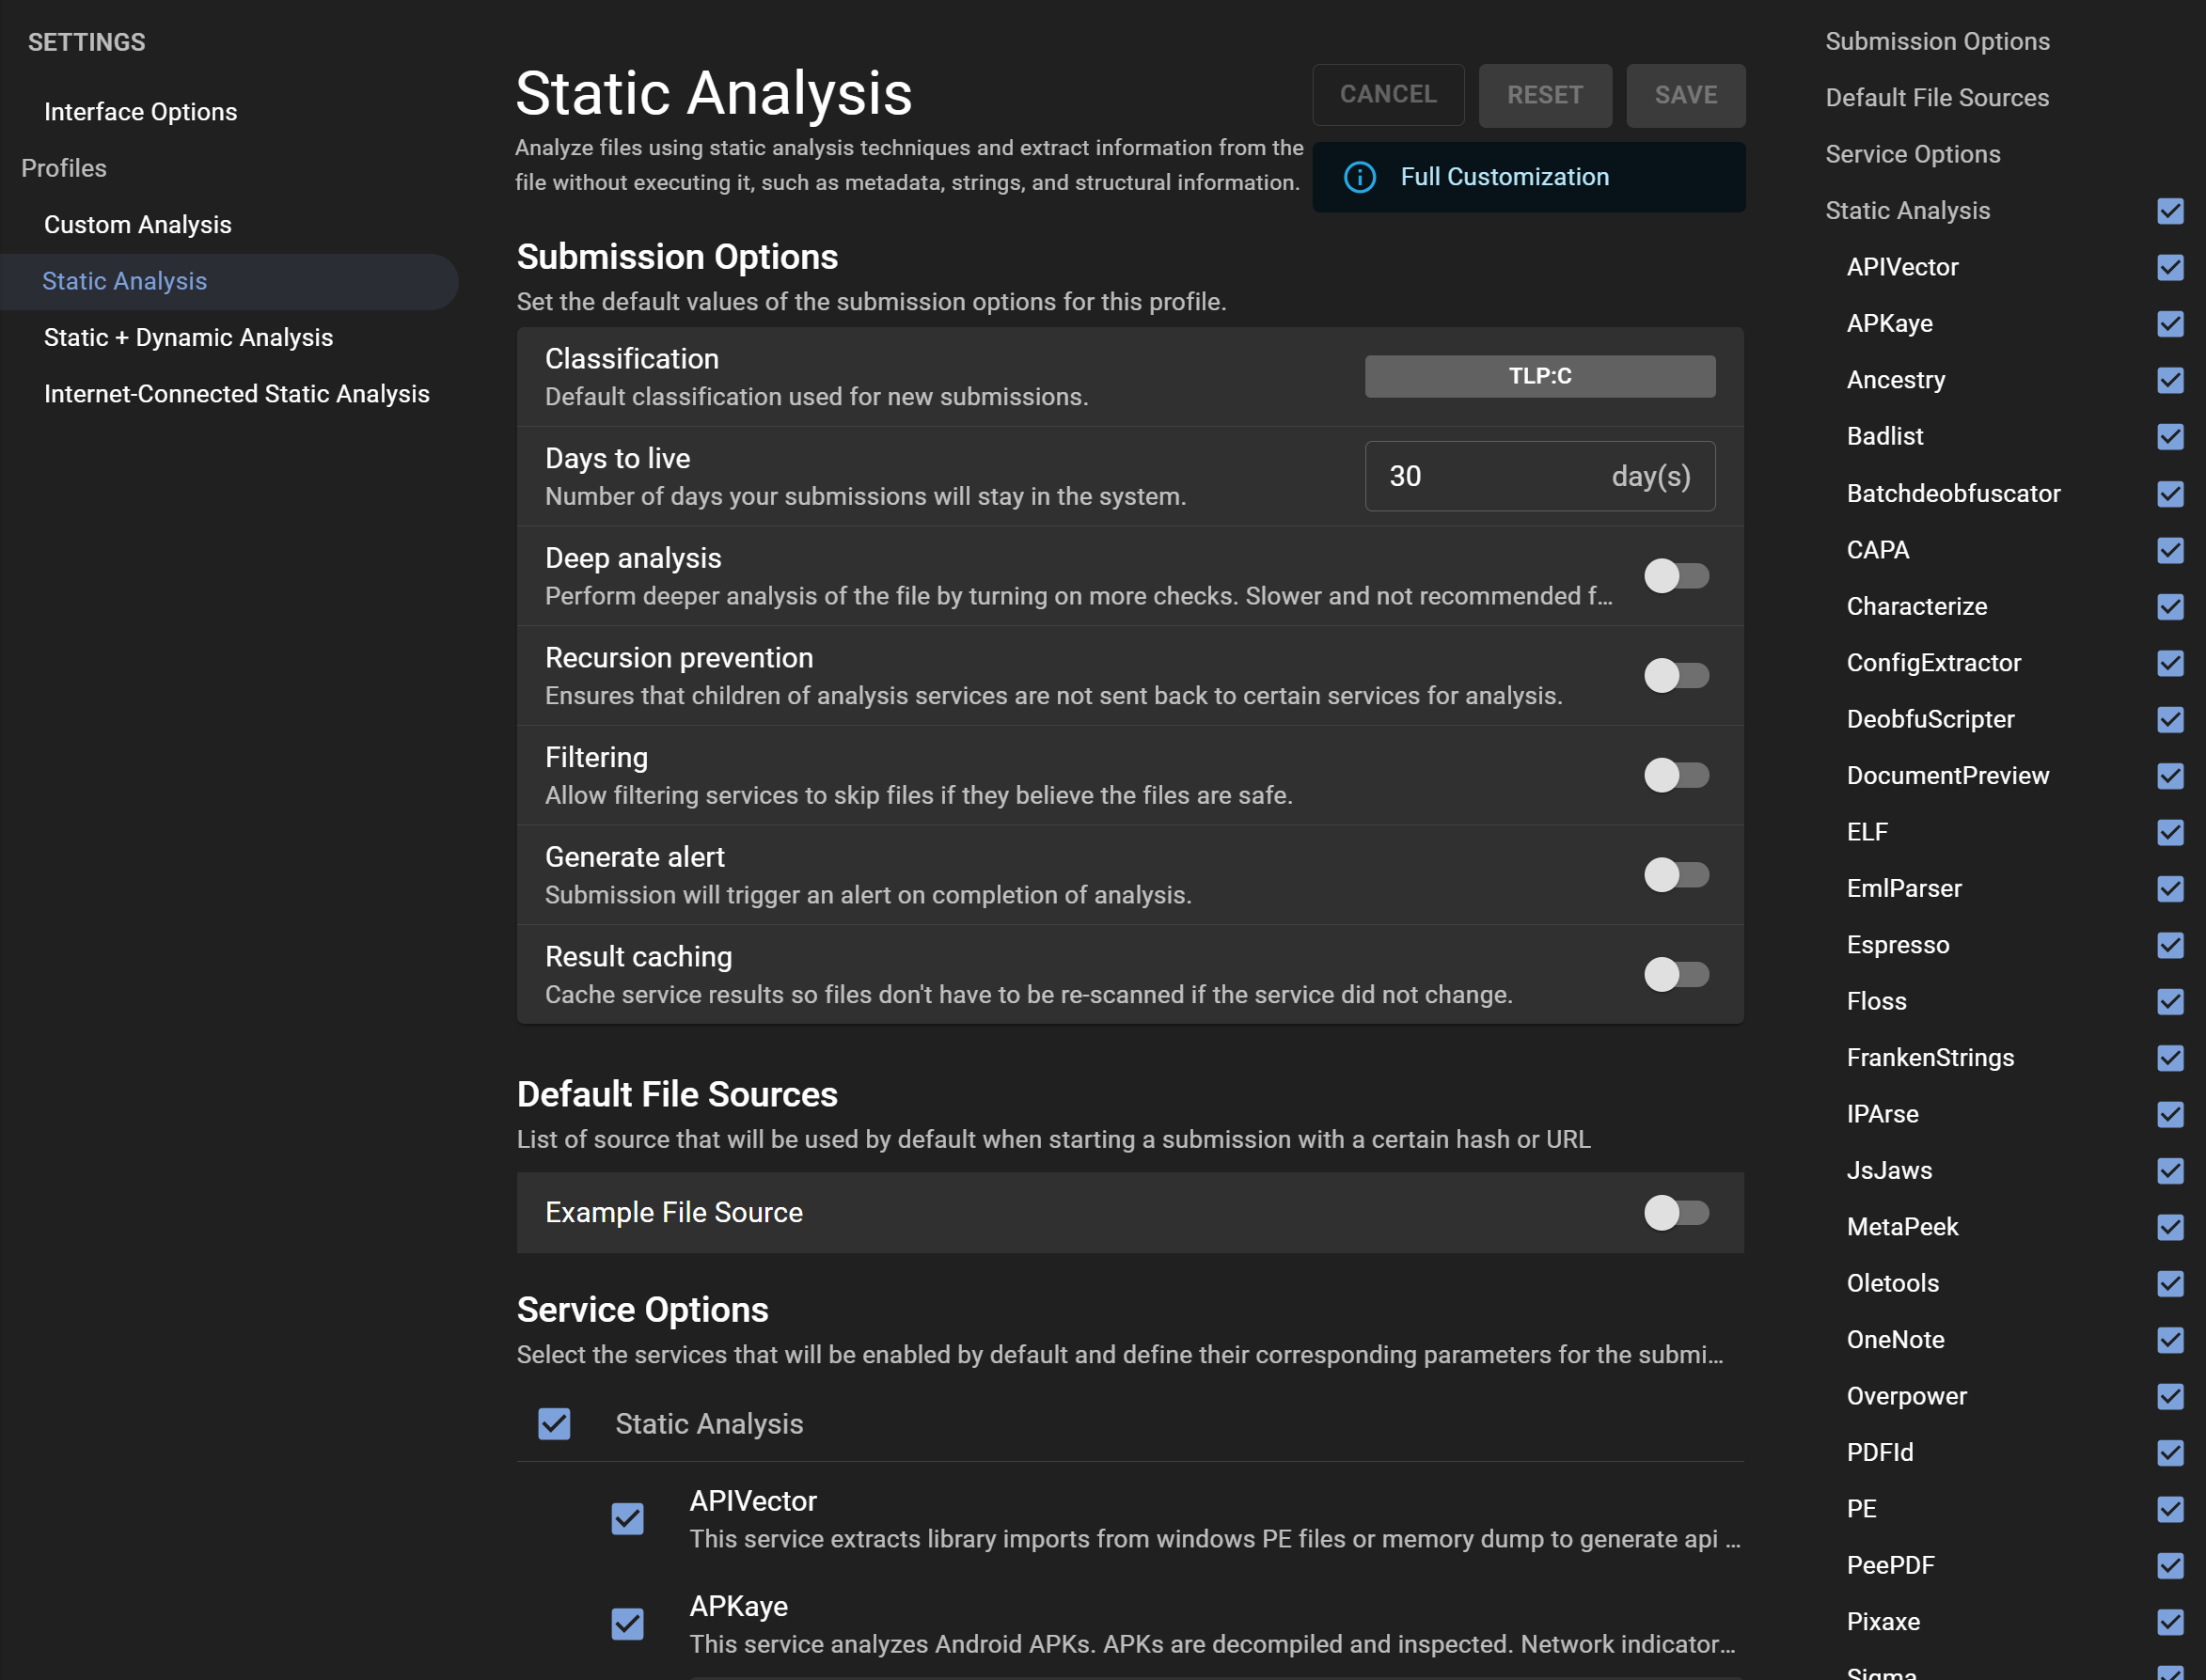 SETTINGS
Interface Options
Profiles
Custom Analysis
Static Analysis
Static + Dynamic Analysis
Internet-Connected Static Analysis
Static Analysis
Analyze files using static analysis techniques and extract information from the
file without executing it, such as metadata, strings, and structural information.
CANCEL
RESET
SAVE
Full Customization
Submission Options
Set the default values of the submission options for this profile.
Classification
Default classification used for new submissions.
TLP:C
Days to live
Number of days your submissions will stay in the system.
30 day(s)
Deep analysis
Perform deeper analysis of the file by turning on more checks. Slower and not recommended f...
Recursion prevention
Ensures that children of analysis services are not sent back to certain services for analysis.
Filtering
Allow filtering services to skip files if they believe the files are safe.
Generate alert
Submission will trigger an alert on completion of analysis.
Result caching
Cache service results so files don't have to be re-scanned if the service did not change.
Default File Sources
List of source that will be used by default when starting a submission with a certain hash or URL
Example File Source
Service Options
Select the services that will be enabled by default and define their corresponding parameters for the submi...
Static Analysis
APIVector
This service extracts library imports from windows PE files or memory dump to generate api ...
APKaye
This service analyzes Android APKs. APKs are decompiled and inspected. Network indicator...
Submission Options
Default File Sources
Service Options
Static Analysis
APIVector
APKaye
Ancestry
Badlist
Batchdeobfuscator
CAPA
Characterize
ConfigExtractor
DeobfuScripter
DocumentPreview
ELF
EmlParser
Espresso
Floss
FrankenStrings
IPArse
JsJaws
MetaPeek
Oletools
OneNote
Overpower
PDFId
PE
PeePDF
Pixaxe
Sigma